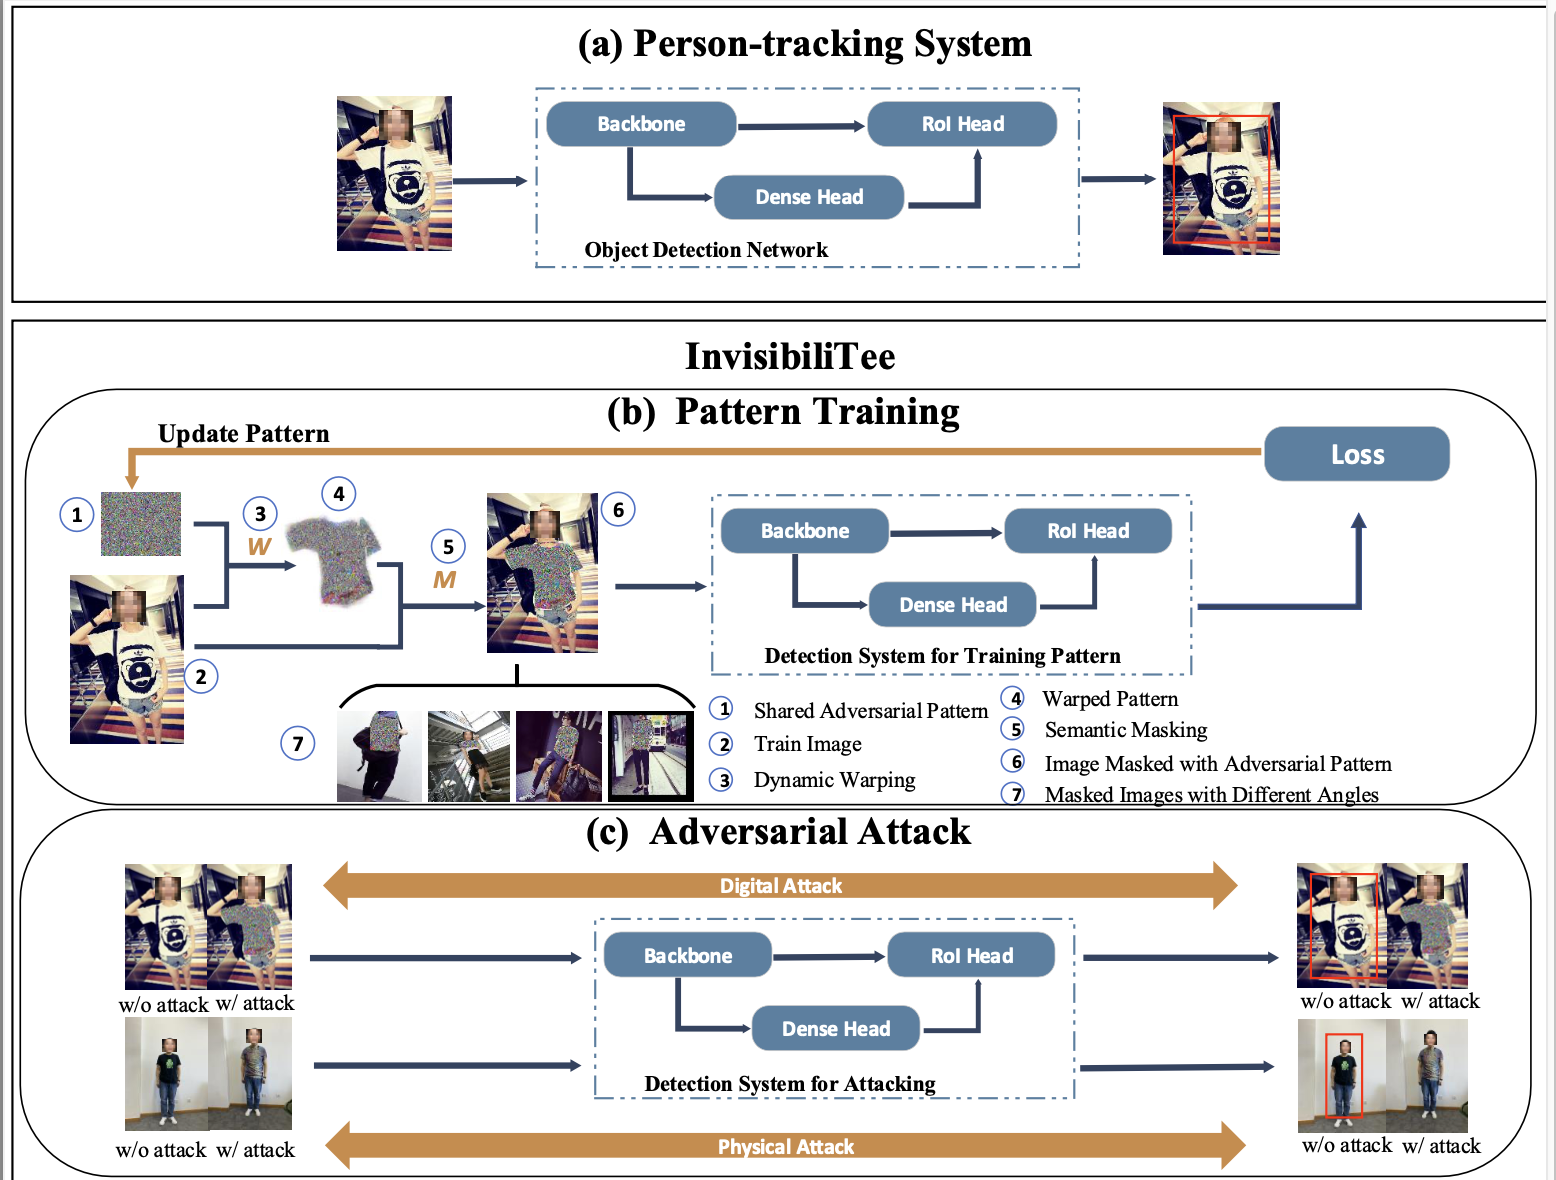 (a) Person-tracking System
Backbone
RoI Head
Dense Head
Object Detection Network
InvisibiliTee
(b) Pattern Training
Update Pattern
Loss
1
3
W
4
5
M
6
2
7
Backbone
RoI Head
Dense Head
Detection System for Training Pattern
1 Shared Adversarial Pattern
2 Train Image
3 Dynamic Warping
4 Warped Pattern
5 Semantic Masking
6 Image Masked with Adversarial Pattern
7 Masked Images with Different Angles
(c) Adversarial Attack
Digital Attack
Backbone
RoI Head
Dense Head
Detection System for Attacking
w/o attack w/ attack
w/o attack w/ attack
w/o attack w/ attack
w/o attack w/ attack
Physical Attack